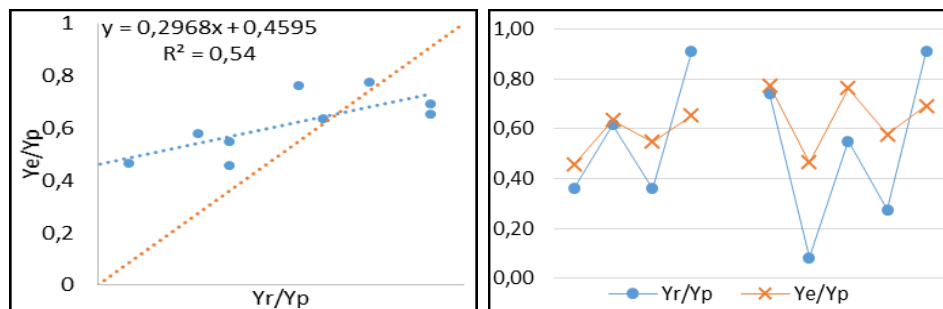 y = 0,2968x + 0,4595
R² = 0,54
1
0,8
0,6
0,4
0,2
0
Ye/Yp
Yr/Yp
1,00
0,80
0,60
0,40
0,20
0,00
Yr/Yp Ye/Yp